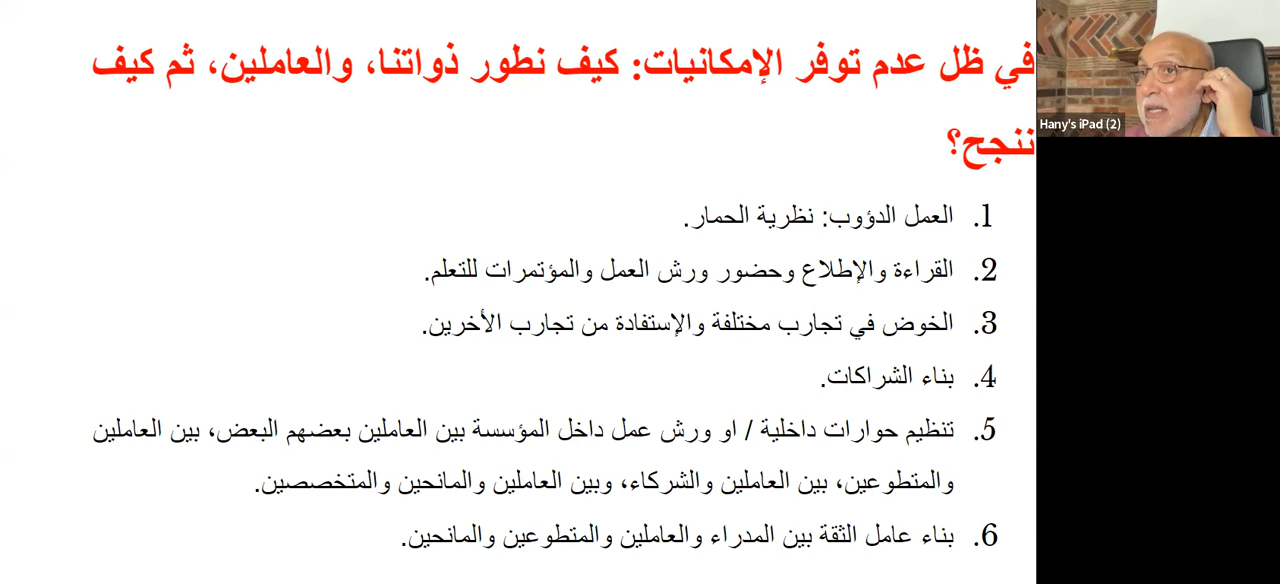 في ظل عدم توفر الإمكانيات: كيف نطور ذواتنا، والعاملين، ثم كيف
ننجح؟
1. العمل الدؤوب: نظرية الحمار.
2. القراءة والإطلاع وحضور ورش العمل والمؤتمرات للتعلم.
3. الخوض في تجارب مختلفة والإستفادة من تجارب الأخرين.
4. بناء الشراكات.
5. تنظيم حوارات داخلية / او ورش عمل داخل المؤسسة بين العاملين بعضهم البعض، بين العاملين
والمتطوعين، بين العاملين والشركاء، وبين العاملين والمانحين والمتخصصين.
6. بناء عامل الثقة بين المدراء والعاملين والمتطوعين والمانحين.
Hany's iPad (2)